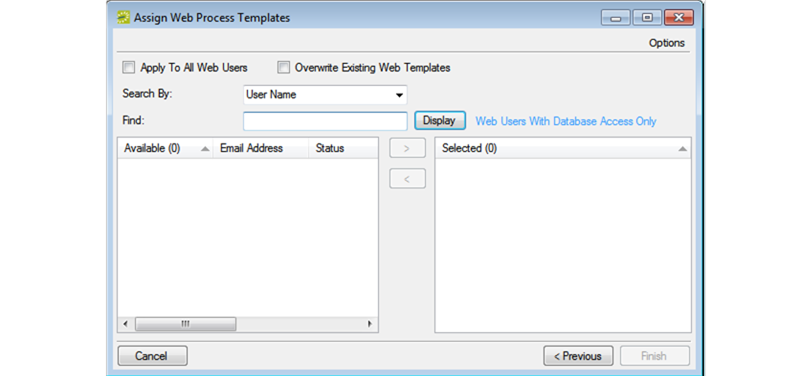 Assign Web Process Templates
Options
Apply To All Web Users Overwrite Existing Web Templates
Search By: User Name
Find: Display Web Users With Database Access Only
Available (0) Email Address Status > Selected (0)
<
Cancel < Previous Finish